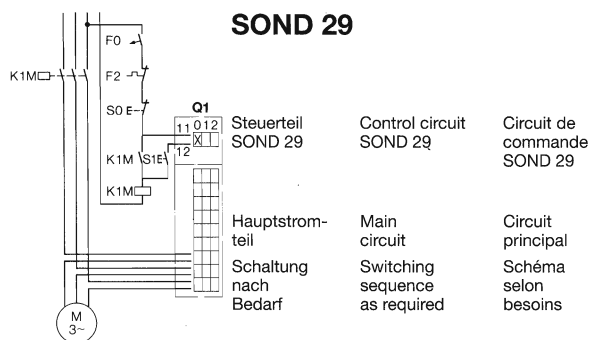 SOND 29
F0
K1M
F2
S0 E
Q1
11 0 1 2
X
12
K1M S1E
K1M
Steuerteil
SOND 29
Control circuit
SOND 29
Circuit de
commande
SOND 29
Hauptstrom-
teil
Main
circuit
Circuit
principal
Schaltung
nach
Bedarf
Switching
sequence
as required
Schéma
selon
besoins
M
3~